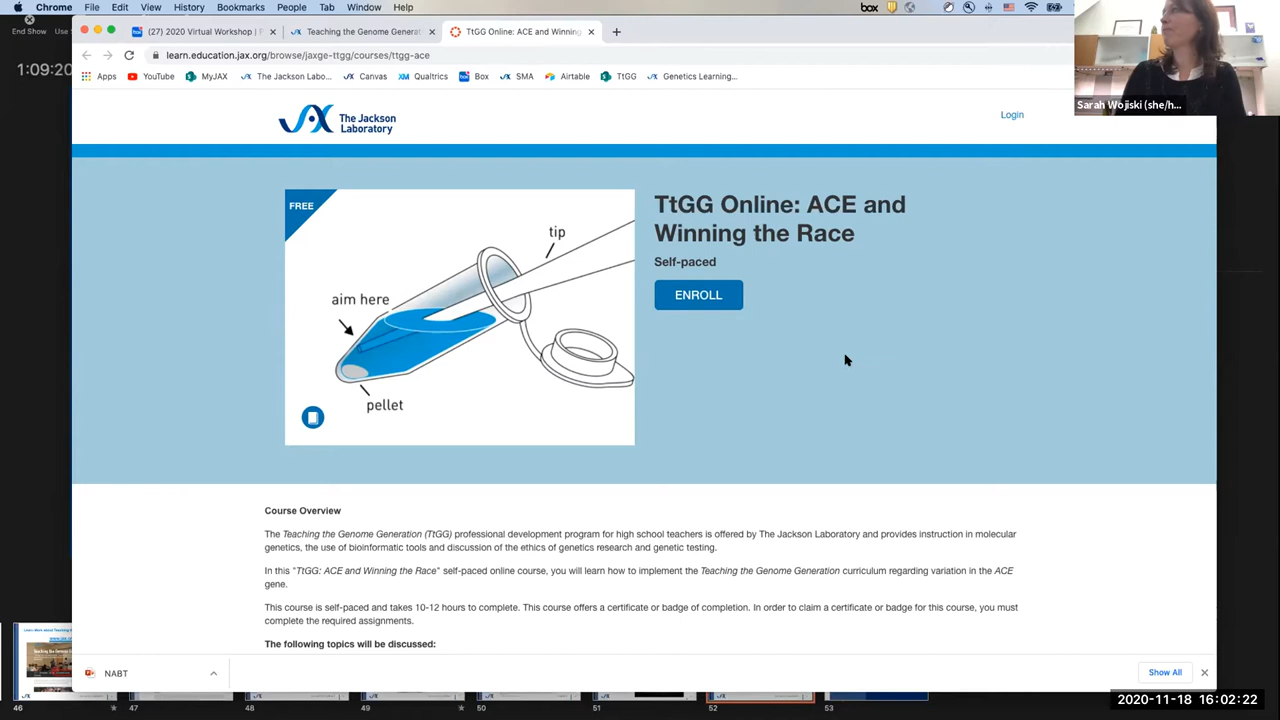 Chrome File Edit View History Bookmarks People Tab Window Help
box
End Show Use S
1:09:20
(27) 2020 Virtual Workshop | F
Teaching the Genome Generat
TtGG Online: ACE and Winning
learn.education.jax.org/browse/jaxge-ttgg/courses/ttgg-ace
Apps YouTube MyJAX The Jackson Labo... Canvas Qualtrics Box SMA Airtable TtGG Genetics Learning...
Sarah Wojiski (she/h...
The Jackson
Laboratory
Login
FREE
tip
aim here
pellet
TtGG Online: ACE and
Winning the Race
Self-paced
ENROLL
Course Overview
The Teaching the Genome Generation (TtGG) professional development program for high school teachers is offered by The Jackson Laboratory and provides instruction in molecular
genetics, the use of bioinformatic tools and discussion of the ethics of genetics research and genetic testing.
In this "TtGG: ACE and Winning the Race" self-paced online course, you will learn how to implement the Teaching the Genome Generation curriculum regarding variation in the ACE
gene.
This course is self-paced and takes 10-12 hours to complete. This course offers a certificate or badge of completion. In order to claim a certificate or badge for this course, you must
complete the required assignments.
The following topics will be discussed:
NABT
Show All
46 47 48 49 50 51 52 53
2020-11-18 16:02:22